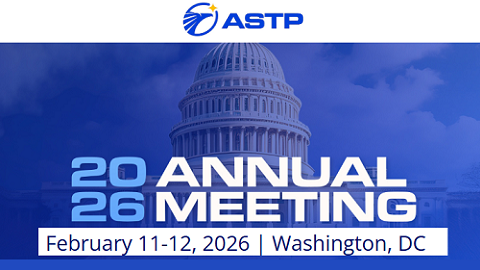 ASTP
20 ANNUAL
26 MEETING
February 11-12, 2026 | Washington, DC